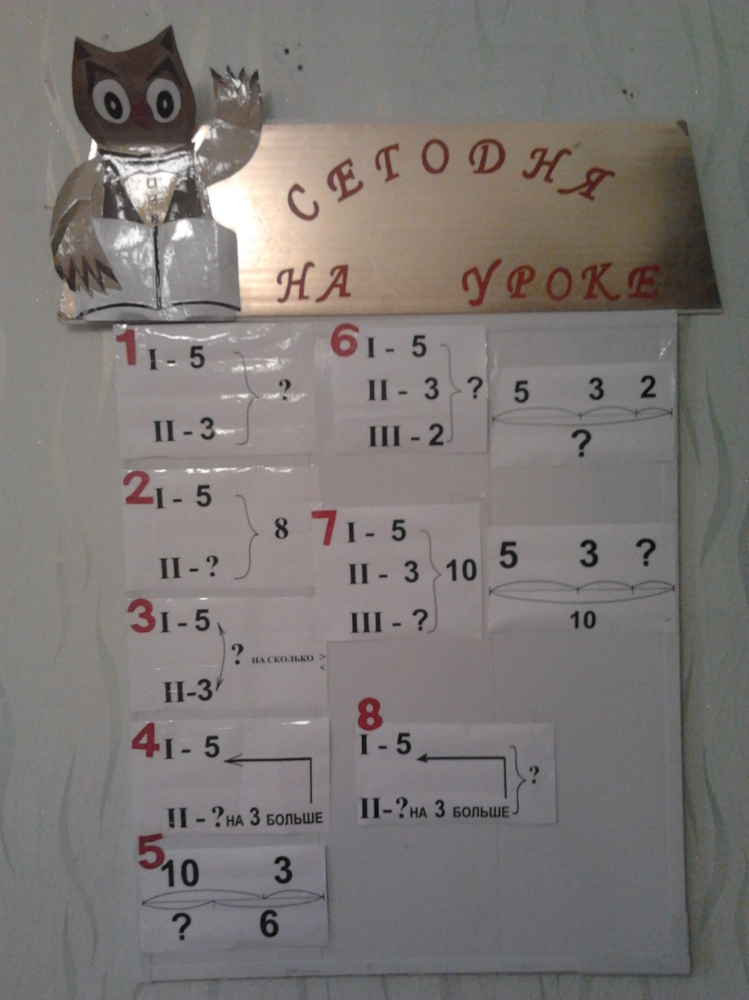 СЕГОДНЯ
НА УРОКЕ
1
I - 5
?
II - 3
2
I - 5
8
II - ?
3
I - 5
? НА СКОЛЬКО > <
II-3
4
I - 5
II - ? НА 3 БОЛЬШЕ
5
10 3
? 6
6
I - 5
II - 3 ?
III - 2
5 3 2
?
7
I - 5
II - 3 10
III - ?
5 3 ?
10
8
I - 5
?
II-? НА 3 БОЛЬШЕ